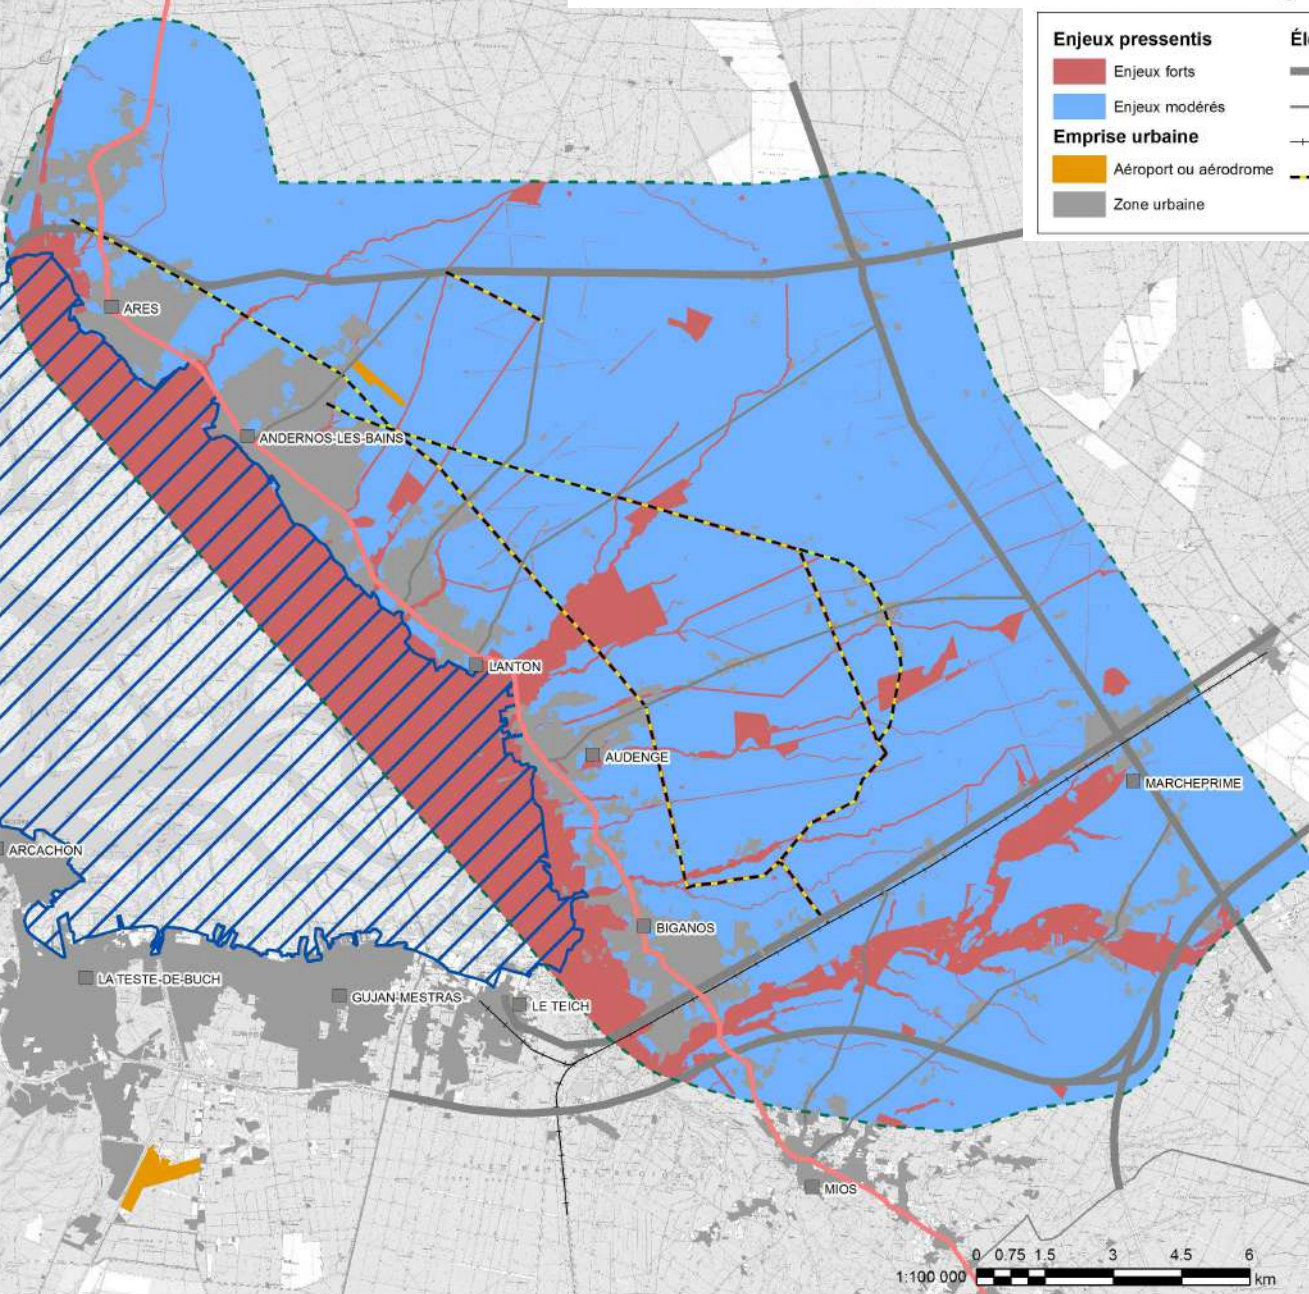 Enjeux pressentis
Él
Enjeux forts
Enjeux modérés
Emprise urbaine
Aéroport ou aérodrome
Zone urbaine
ARES
ANDERNOS-LES-BAINS
LANTON
AUDENGE
MARCHEPRIME
ARCACHON
BIGANOS
LA TESTE-DE-BUCH
GUJAN-MESTRAS
LE TEICH
MIOS
0 0.75 1.5 3 4.5 6
1:100 000
km